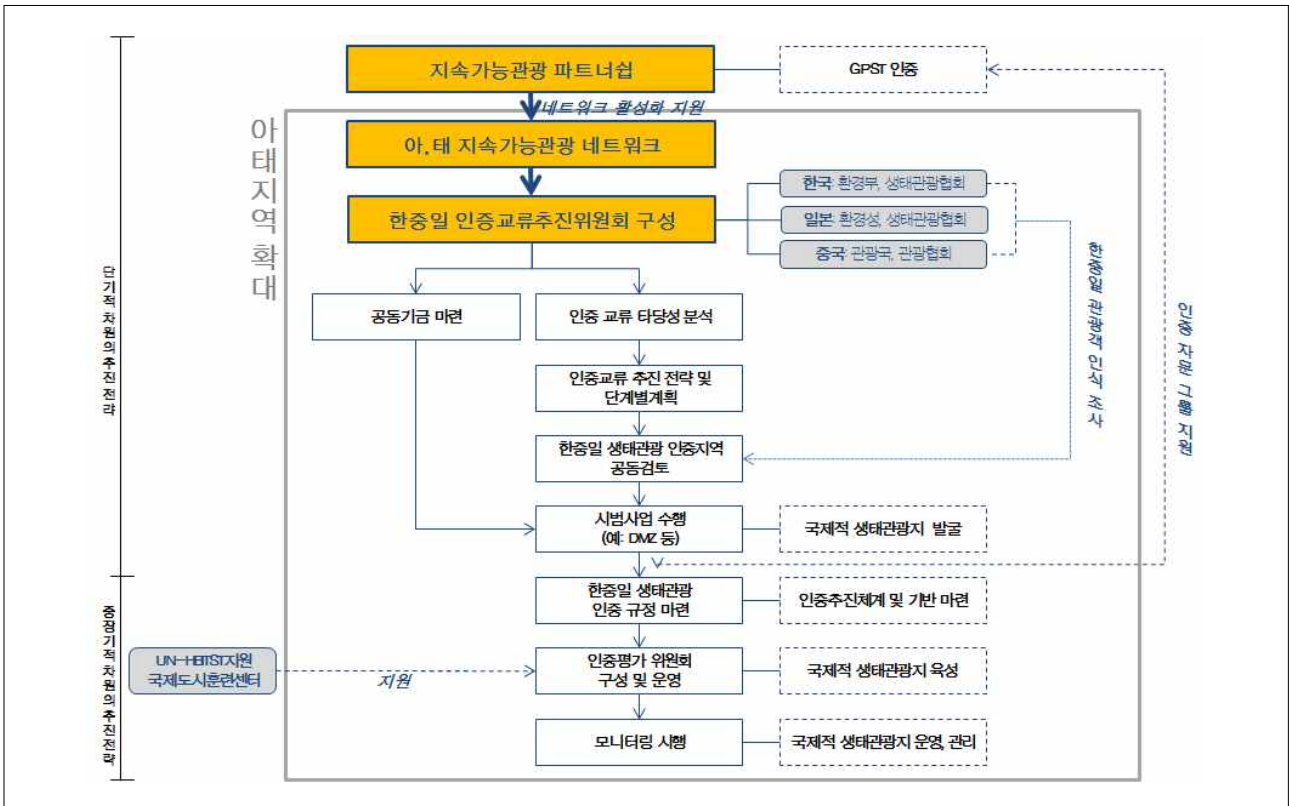 지속가능관광 파트너쉽
GPST 인증
네트워크 활성화 지원
아태지역 확대
아.태 지속가능관광 네트워크
한중일 인증교류추진위원회 구성
한국: 환경부, 생태관광협회
일본: 환경성, 생태관광협회
중국: 관광국, 관광협회
단기적 차원의 추진 전략
공동기금 마련
인증 교류 타당성 분석
한중일 관광객 인식 조사
인증 자문 그룹 지원
인증교류 추진 전략 및
단계별계획
한중일 생태관광 인증지역
공동검토
시범사업 수행
(예: DMZ 등)
국제적 생태관광지 발굴
중장기적 차원의 추진전략
한중일 생태관광
인증 규정 마련
인증추진체계 및 기반 마련
국제도시훈련센터
지원
인증평가 위원회
구성 및 운영
국제적 생태관광지 육성
모니터링 시행
국제적 생태관광지 운영, 관리